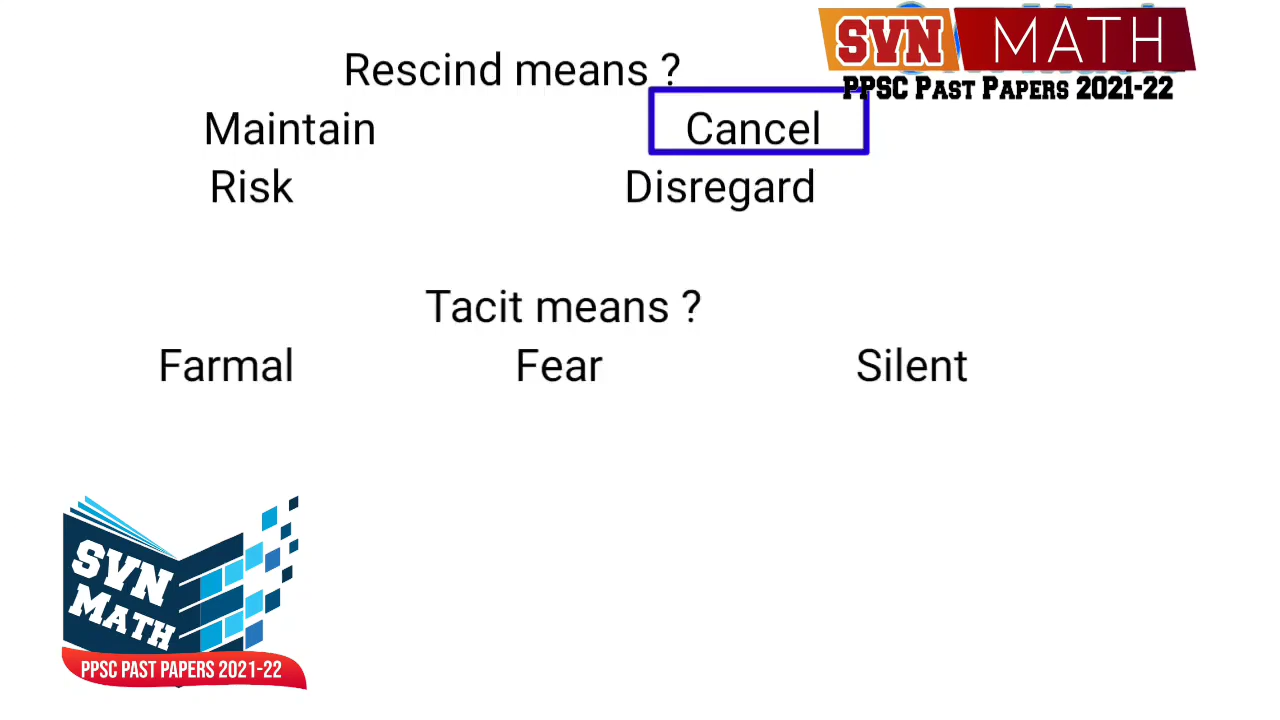 SVN MATH
PPSC PAST PAPERS 2021-22
Rescind means ?
Maintain Cancel
Risk Disregard
Tacit means ?
Farmal Fear Silent
SVN
MATH
PPSC PAST PAPERS 2021-22